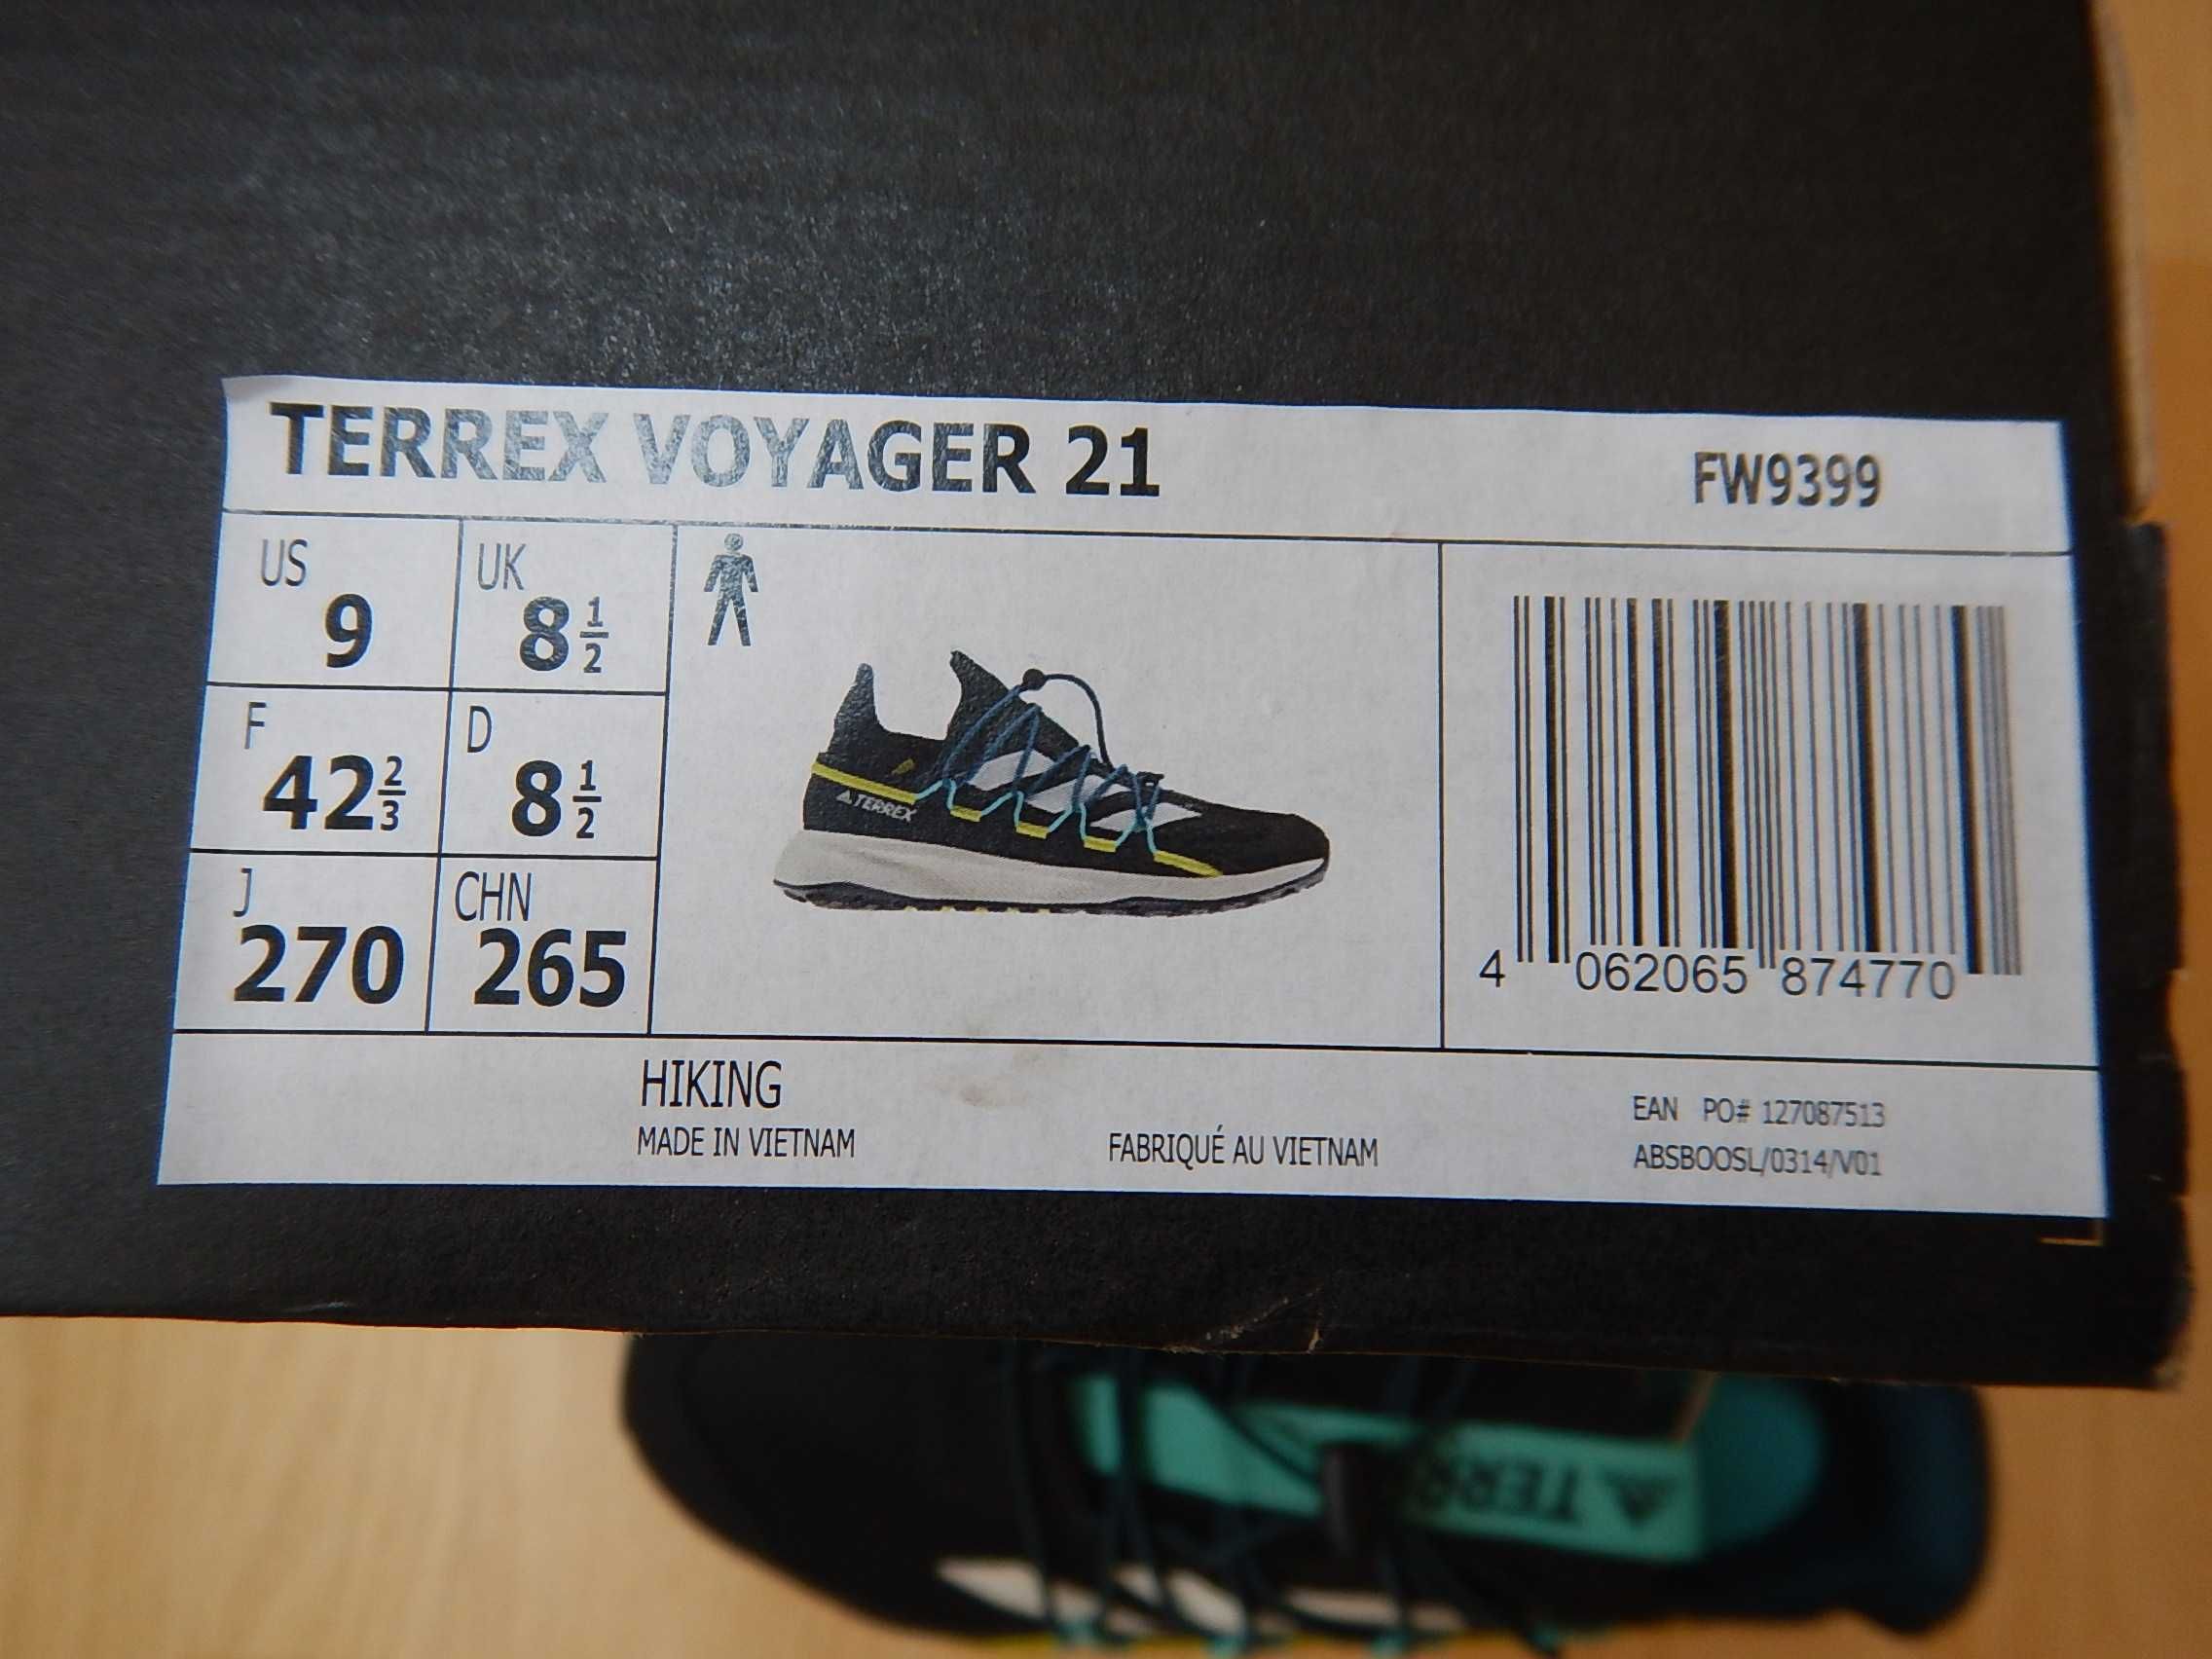 TERREX VOYAGER 21
FW9399
US
9
UK
8 1/2
F
42 2/3
D
8 1/2
J
270
CHN
265
TERREX
4 062065 874770
HIKING
MADE IN VIETNAM
FABRIQUÉ AU VIETNAM
EAN PO# 127087513
ABSBOOSL/0314/V01